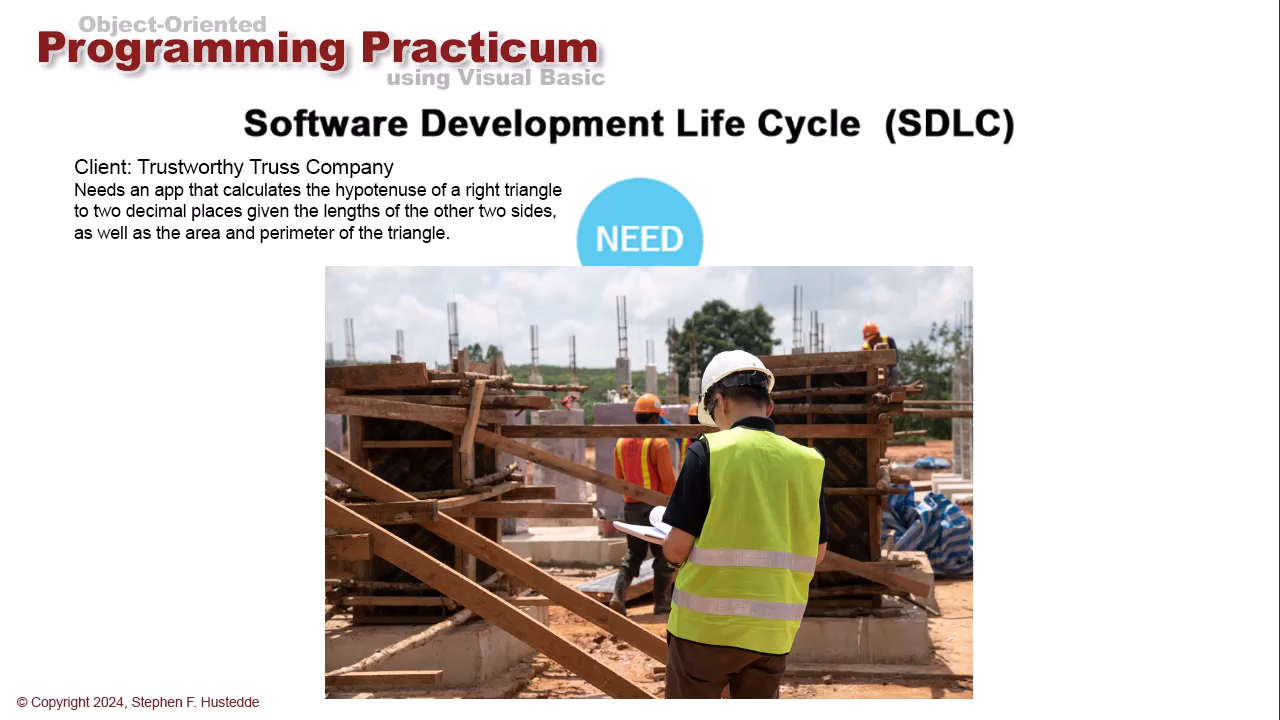 Object-Oriented
Programming Practicum
using Visual Basic
Software Development Life Cycle (SDLC)
Client: Trustworthy Truss Company
Needs an app that calculates the hypotenuse of a right triangle
to two decimal places given the lengths of the other two sides,
as well as the area and perimeter of the triangle.
NEED
© Copyright 2024, Stephen F. Hustedde